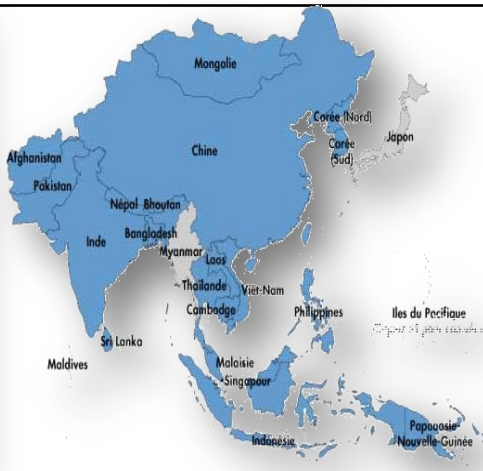 Mongolie
Corée (Nord)
Japon
Corée
(Sud)
Chine
Afghanistan
Pakistan
Népal Bhoutan
Bangladesh
Inde
Myanmar
Laos
Thaïlande
Viêt-Nam
Cambodge
Philippines
Iles du Pacifique
Sri Lanka
Maldives
Malaisie
Singapour
Indonésie
Papouasie-
Nouvelle-Guinée